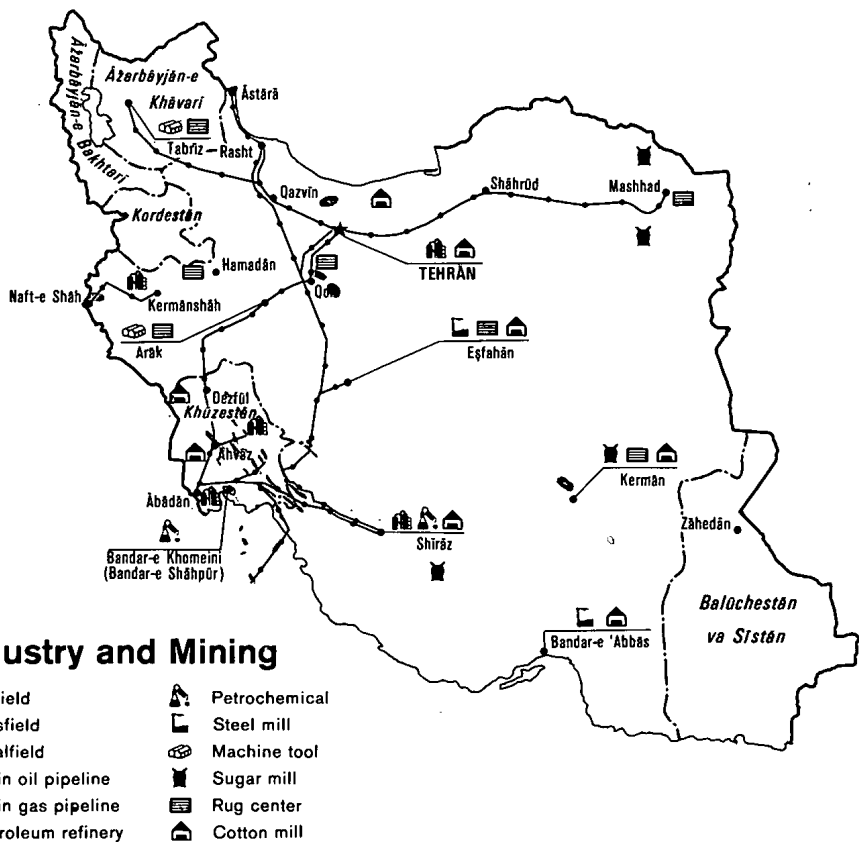 Āzarbāyjān-e
Khāvarī
Āzarbāyjān-e
Bakhtarī
Āstārā
Tabrīz
Rasht
Qazvīn
Shāhrūd
Mashhad
Kordestān
Hamadān
TEHRĀN
Naft-e Shāh
Kermānshāh
Arāk
Eşfahān
Dezfūl
Khūzestān
Ahvāz
Ābādān
Kermān
Zāhedān
Bandar-e Khomeini
(Bandar-e Shāhpūr)
Shīrāz
Balūchestān
va Sīstān
Bandar-e 'Abbās
ustry and Mining
ield
sfield
alfield
in oil pipeline
in gas pipeline
roleum refinery
Petrochemical
Steel mill
Machine tool
Sugar mill
Rug center
Cotton mill